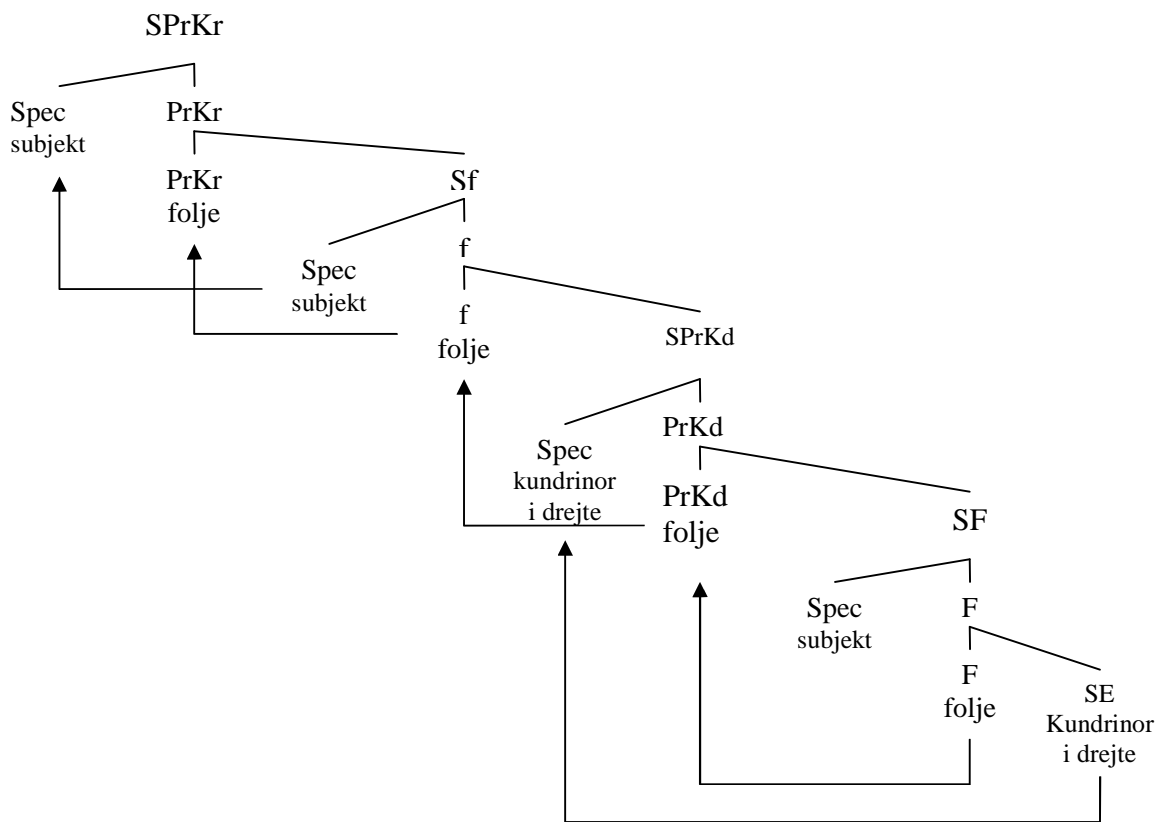 SPrKr
Spec
subjekt
PrKr
PrKr
folje
Sf
Spec
subjekt
f
f
folje
SPrKd
Spec
kundrinor
i drejte
PrKd
PrKd
folje
SF
Spec
subjekt
F
F
folje
SE
Kundrinor
i drejte